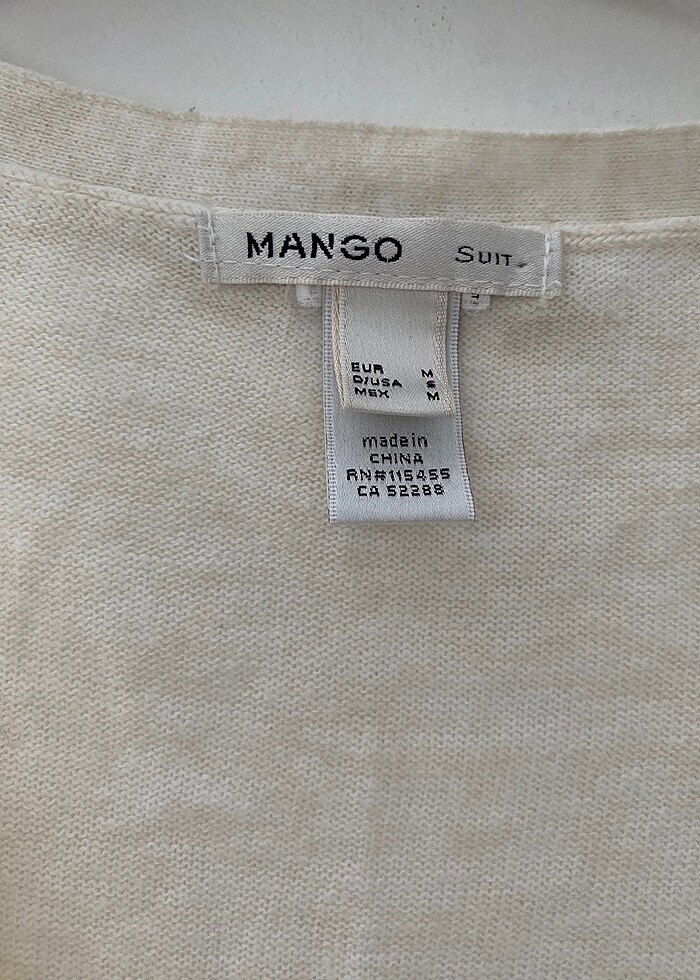 MANGO SUIT
EUR M
D/USA S
MEX M
made in
CHINA
RN#115455
CA 52288